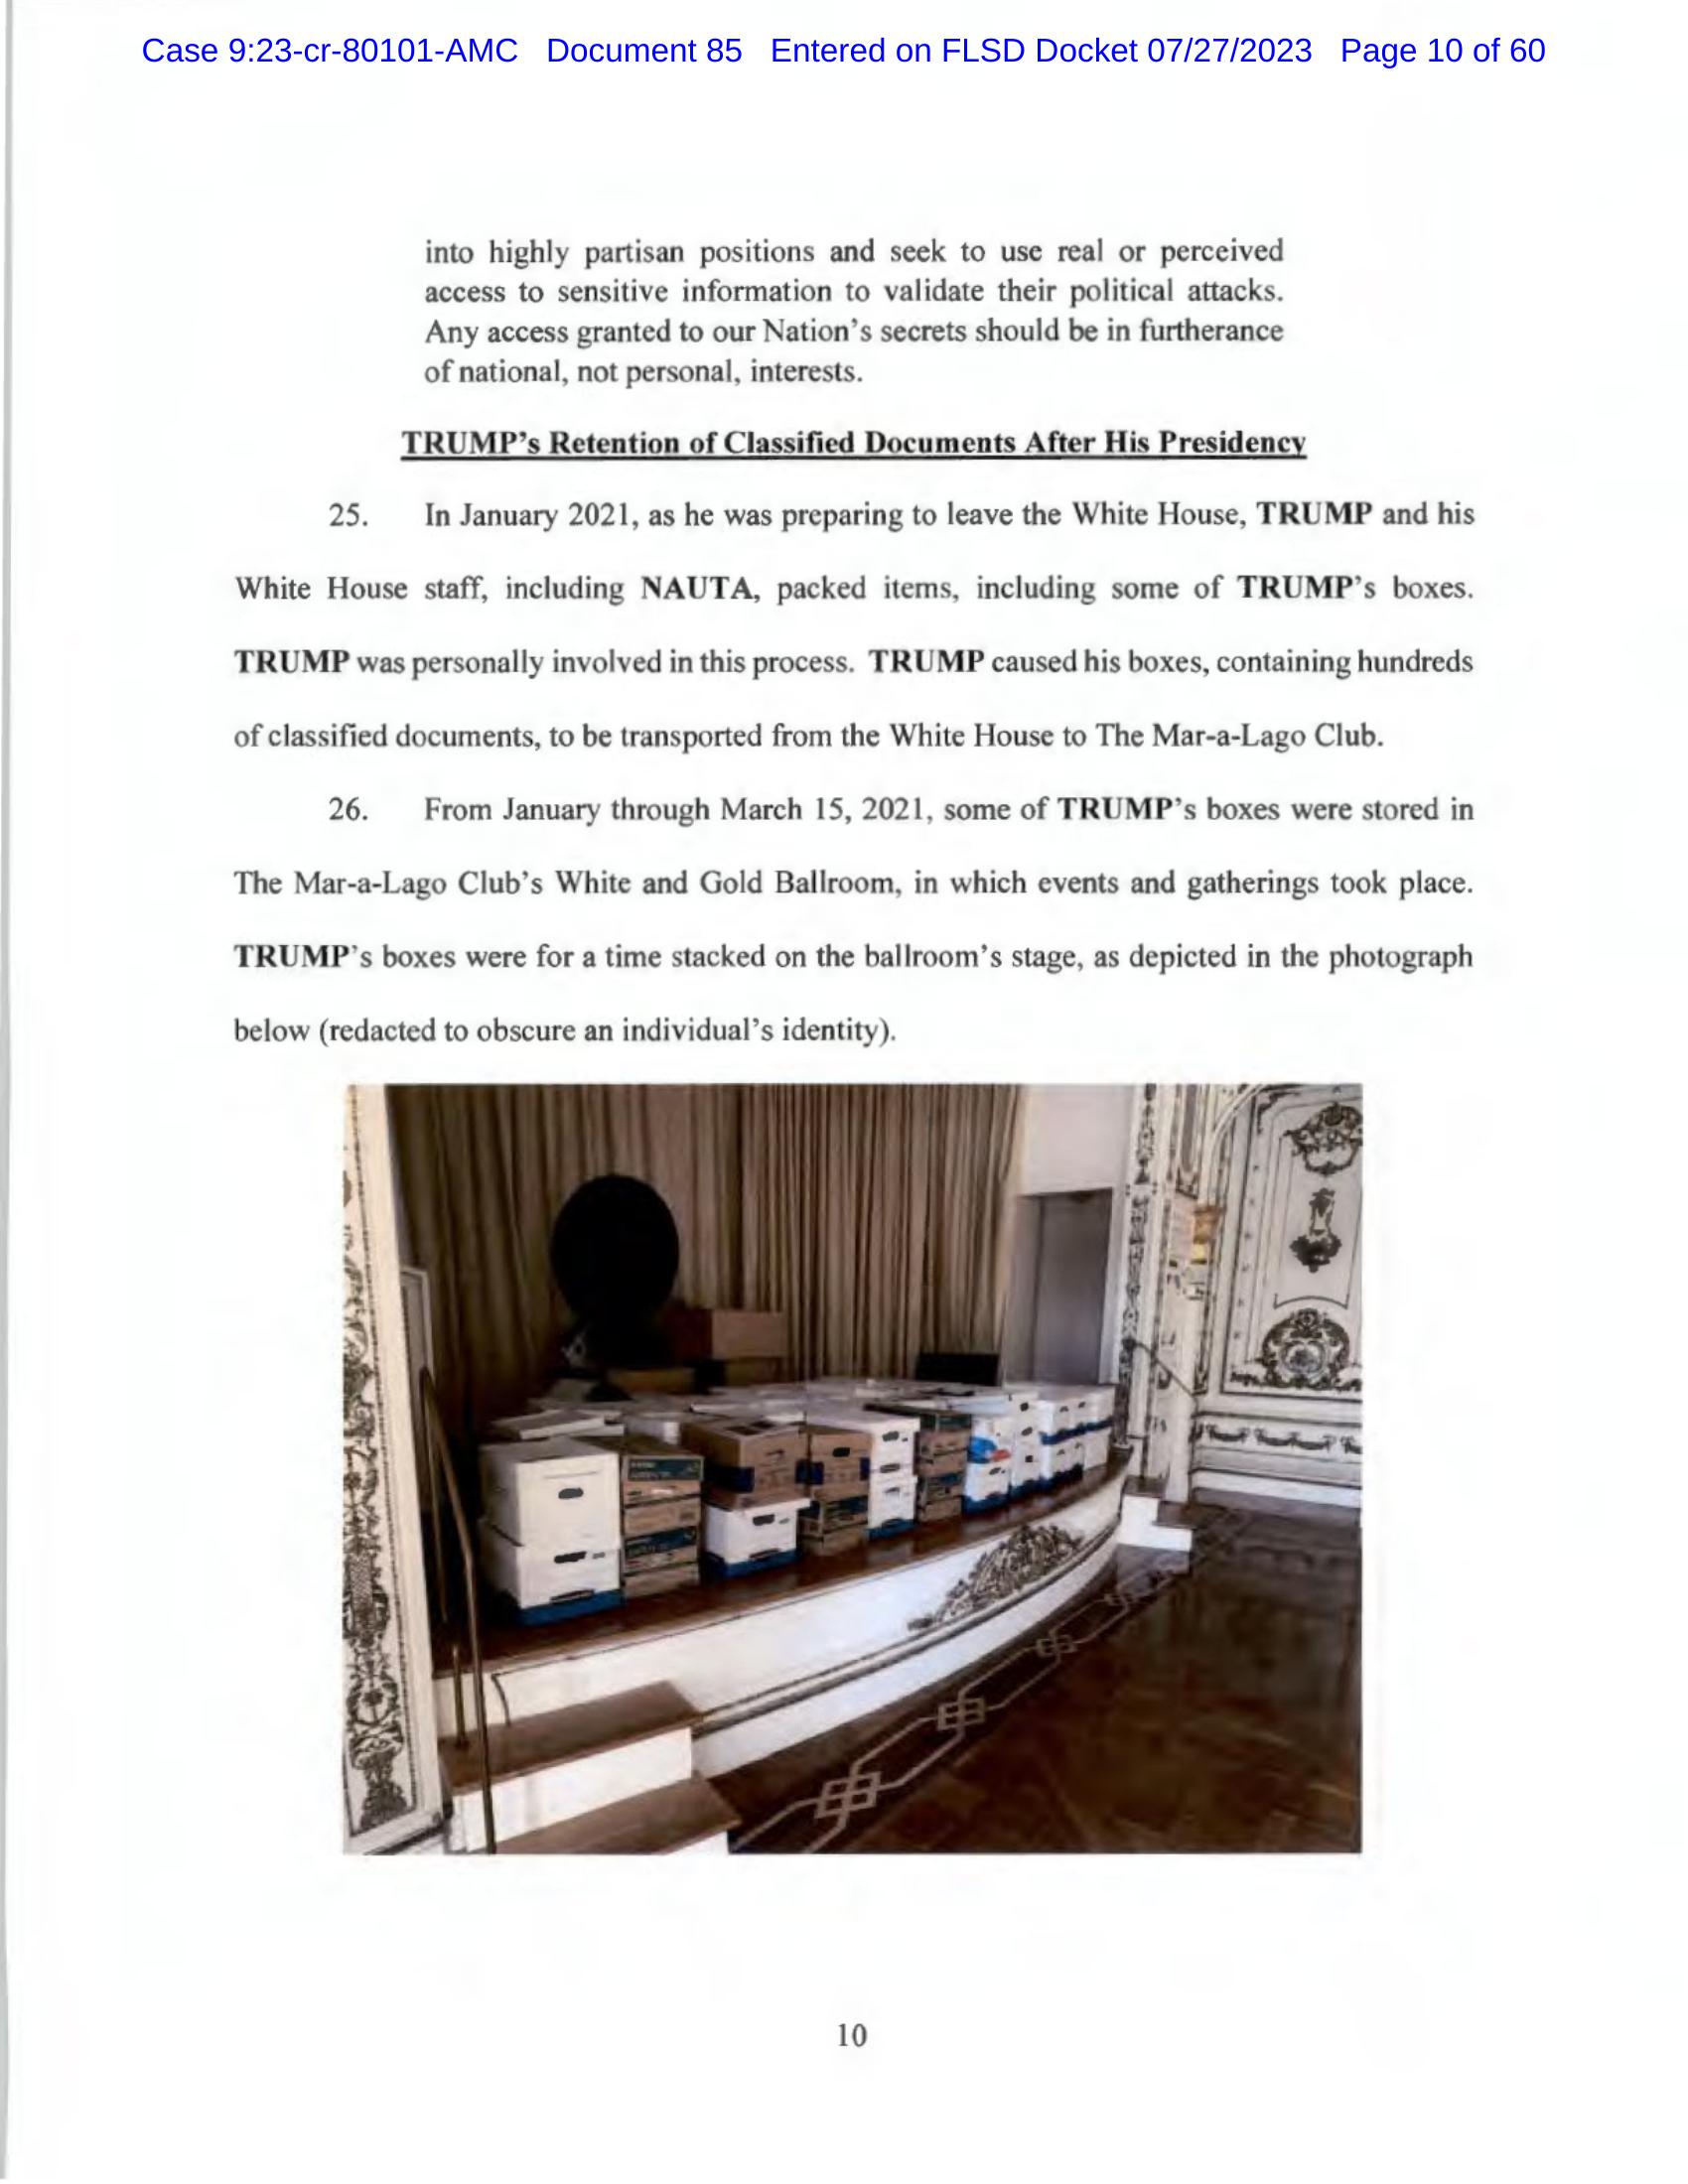 Case 9:23-cr-80101-AMC Document 85 Entered on FLSD Docket 07/27/2023 Page 10 of 60
into highly partisan positions and seek to use real or perceived
access to sensitive information to validate their political attacks.
Any access granted to our Nation's secrets should be in furtherance
of national, not personal, interests.
TRUMP's Retention of Classified Documents After His Presidency
25. In January 2021, as he was preparing to leave the White House, TRUMP and his
White House staff, including NAUTA, packed items, including some of TRUMP's boxes.
TRUMP was personally involved in this process. TRUMP caused his boxes, containing hundreds
of classified documents, to be transported from the White House to The Mar-a-Lago Club.
26. From January through March 15, 2021, some of TRUMP's boxes were stored in
The Mar-a-Lago Club's White and Gold Ballroom, in which events and gatherings took place.
TRUMP's boxes were for a time stacked on the ballroom's stage, as depicted in the photograph
below (redacted to obscure an individual's identity).
10